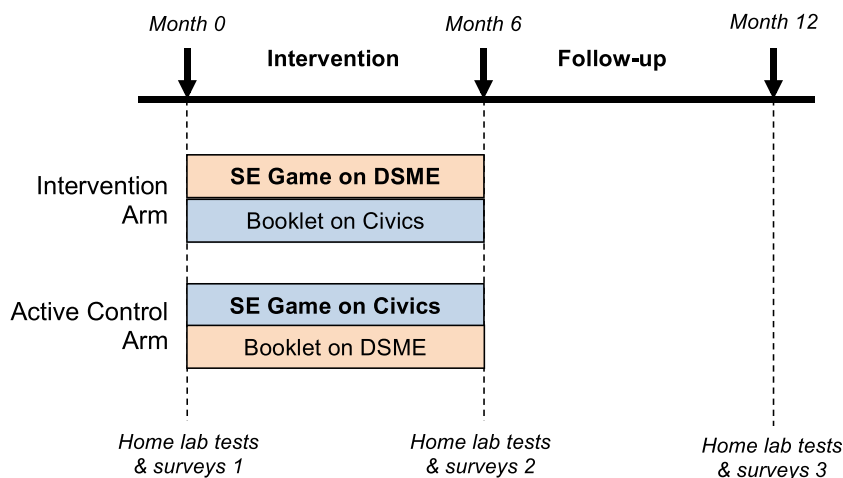 Month 0
Month 6
Month 12
Intervention
Follow-up
Intervention
Arm
SE Game on DSME
Booklet on Civics
Active Control
Arm
SE Game on Civics
Booklet on DSME
Home lab tests
& surveys 1
Home lab tests
& surveys 2
Home lab tests
& surveys 3